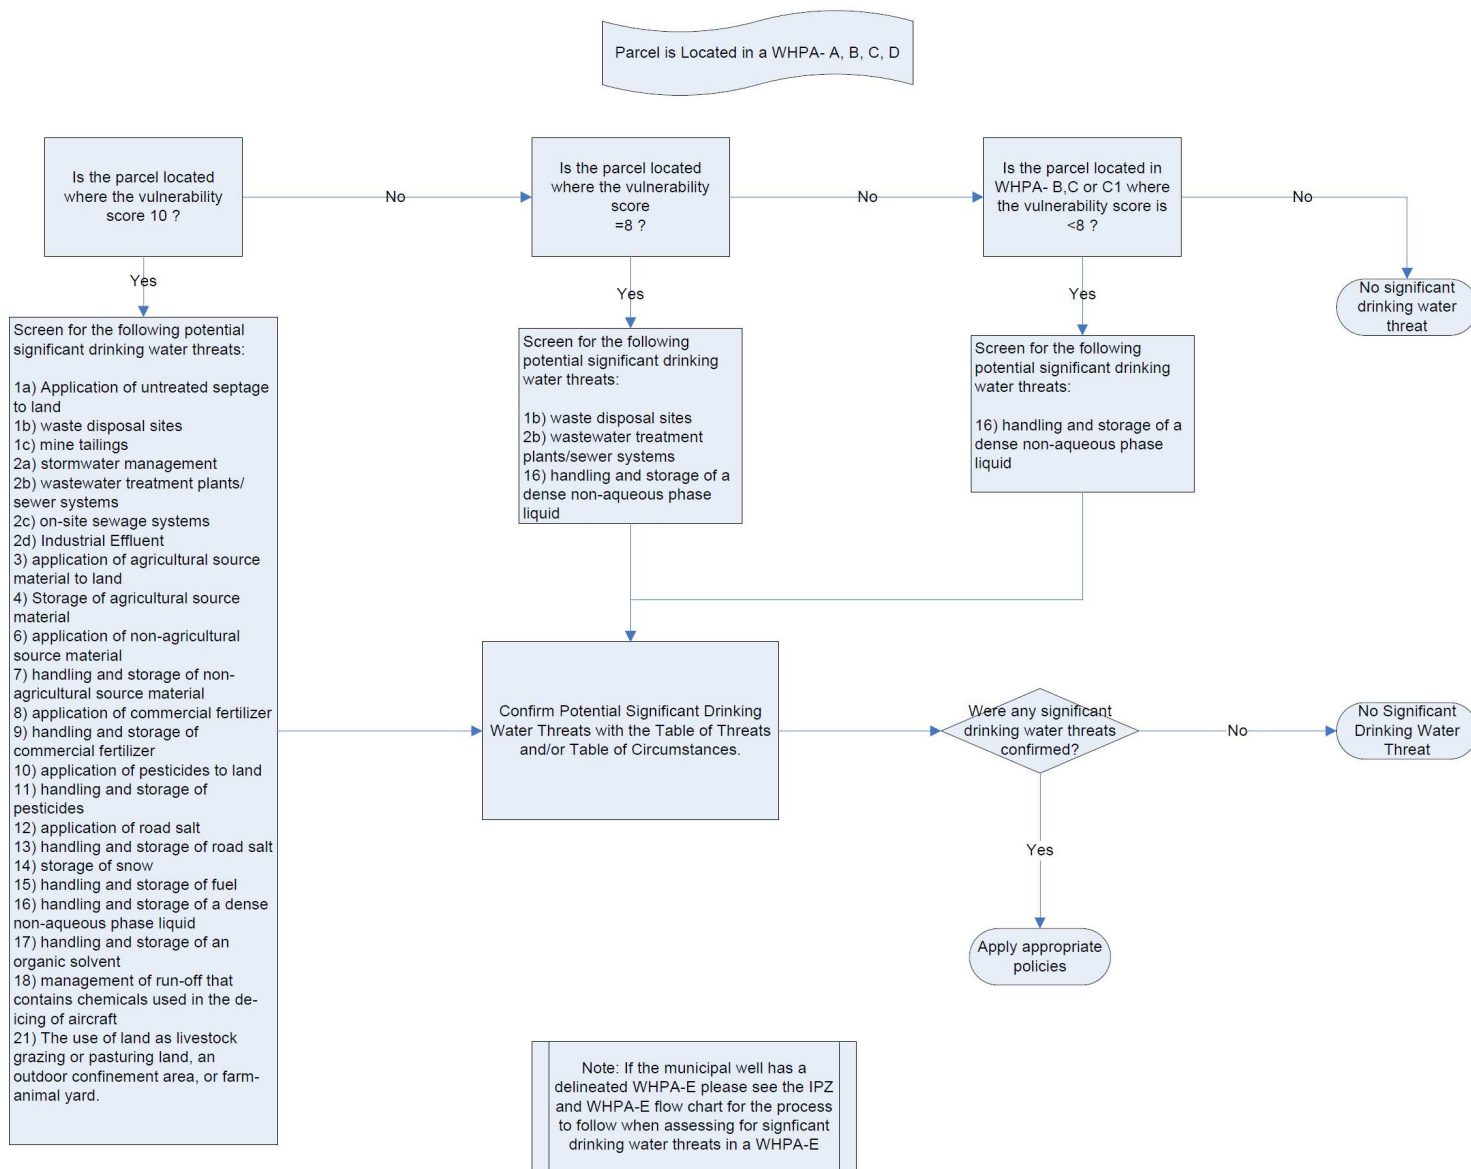 Parcel is Located in a WHPA- A, B, C, D
Is the parcel located
where the vulnerability
score 10 ?
No
Is the parcel located
where the vulnerability
score
=8 ?
No
Is the parcel located in
WHPA- B,C or C1 where
the vulnerability score is
<8 ?
No
No significant
drinking water
threat
Yes
Screen for the following potential
significant drinking water threats:
1a) Application of untreated septage
to land
1b) waste disposal sites
1c) mine tailings
2a) stormwater management
2b) wastewater treatment plants/
sewer systems
2c) on-site sewage systems
2d) Industrial Effluent
3) application of agricultural source
material to land
4) Storage of agricultural source
material
6) application of non-agricultural
source material
7) handling and storage of non-
agricultural source material
8) application of commercial fertilizer
9) handling and storage of
commercial fertilizer
10) application of pesticides to land
11) handling and storage of
pesticides
12) application of road salt
13) handling and storage of road salt
14) storage of snow
15) handling and storage of fuel
16) handling and storage of a dense
non-aqueous phase liquid
17) handling and storage of an
organic solvent
18) management of run-off that
contains chemicals used in the de-
icing of aircraft
21) The use of land as livestock
grazing or pasturing land, an
outdoor confinement area, or farm-
animal yard.
Yes
Screen for the following
potential significant drinking
water threats:
1b) waste disposal sites
2b) wastewater treatment
plants/sewer systems
16) handling and storage of a
dense non-aqueous phase
liquid
Yes
Screen for the following
potential significant drinking
water threats:
16) handling and storage of a
dense non-aqueous phase
liquid
Confirm Potential Significant Drinking
Water Threats with the Table of Threats
and/or Table of Circumstances.
Were any significant
drinking water threats
confirmed?
No
No Significant
Drinking Water
Threat
Yes
Apply appropriate
policies
Note: If the municipal well has a
delineated WHPA-E please see the IPZ
and WHPA-E flow chart for the process
to follow when assessing for signficant
drinking water threats in a WHPA-E